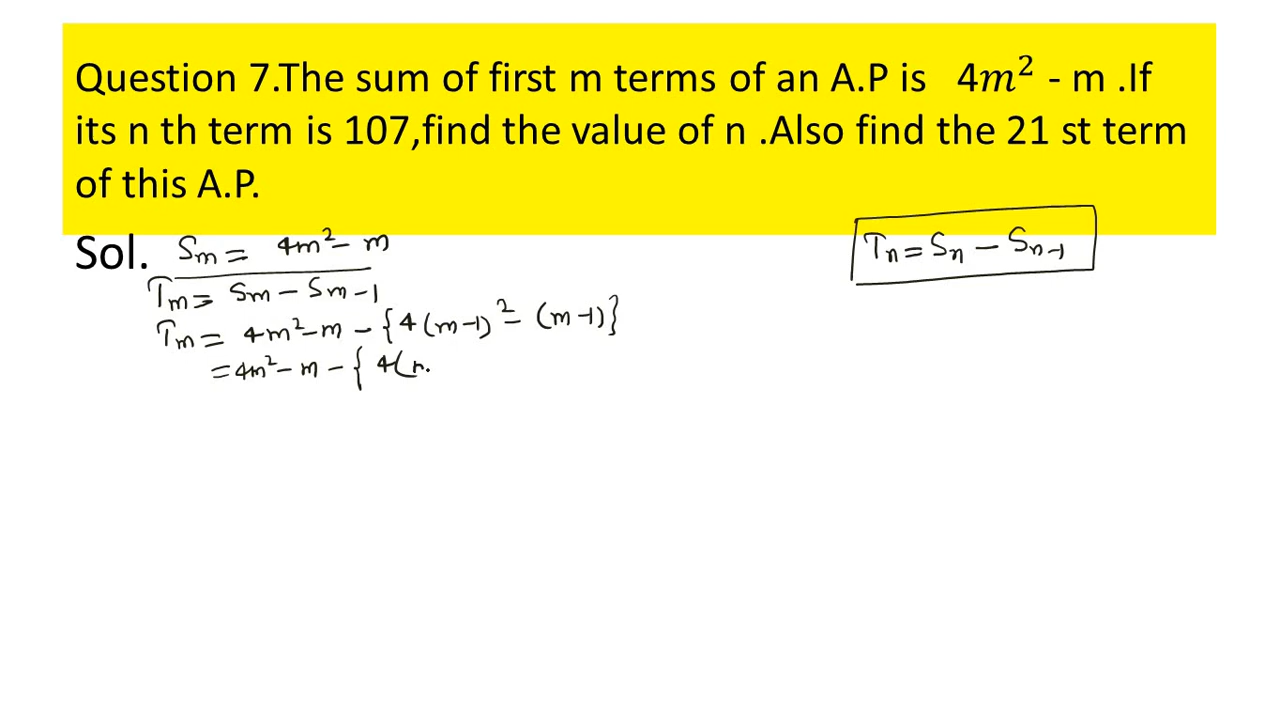 Question 7.The sum of first m terms of an A.P is 4m² - m .If
its n th term is 107,find the value of n .Also find the 21 st term
of this A.P.
Sol. Sm = 4m² - m
Tn = Sn - Sn-1
Tm = Sm - Sm-1
Tm = 4m² - m - {4(m-1)² - (m-1)}
= 4m² - m - { 4(